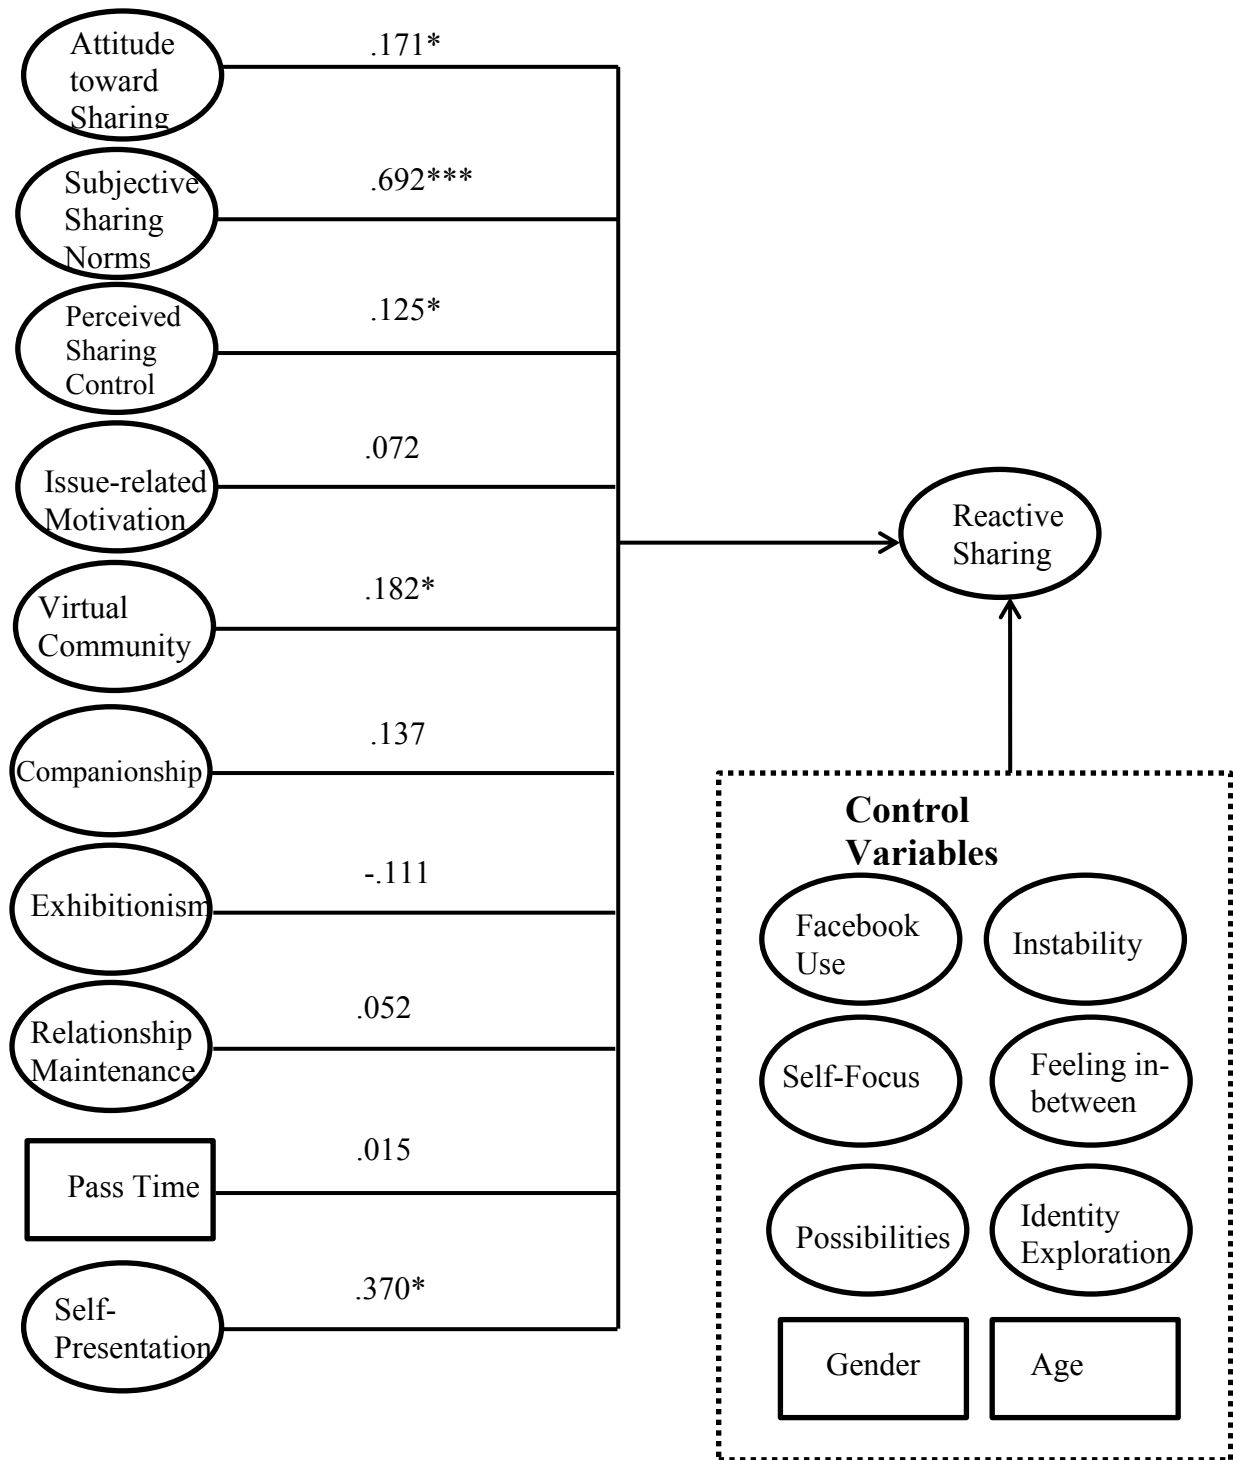 Attitude
toward
Sharing
.171*
Subjective
Sharing
Norms
.692***
Perceived
Sharing
Control
.125*
Issue-related
Motivation
.072
Virtual
Community
.182*
Companionship
.137
Exhibitionism
-.111
Relationship
Maintenance
.052
Pass Time
.015
Self-
Presentation
.370*
Reactive
Sharing
Control
Variables
Facebook
Use
Instability
Self-Focus
Feeling in-
between
Possibilities
Identity
Exploration
Gender
Age